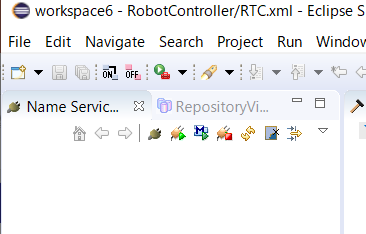 workspace6 - RobotController/RTC.xml - Eclipse S
File Edit Navigate Search Project Run Window
ON OFF
Name Servic... RepositoryVi...